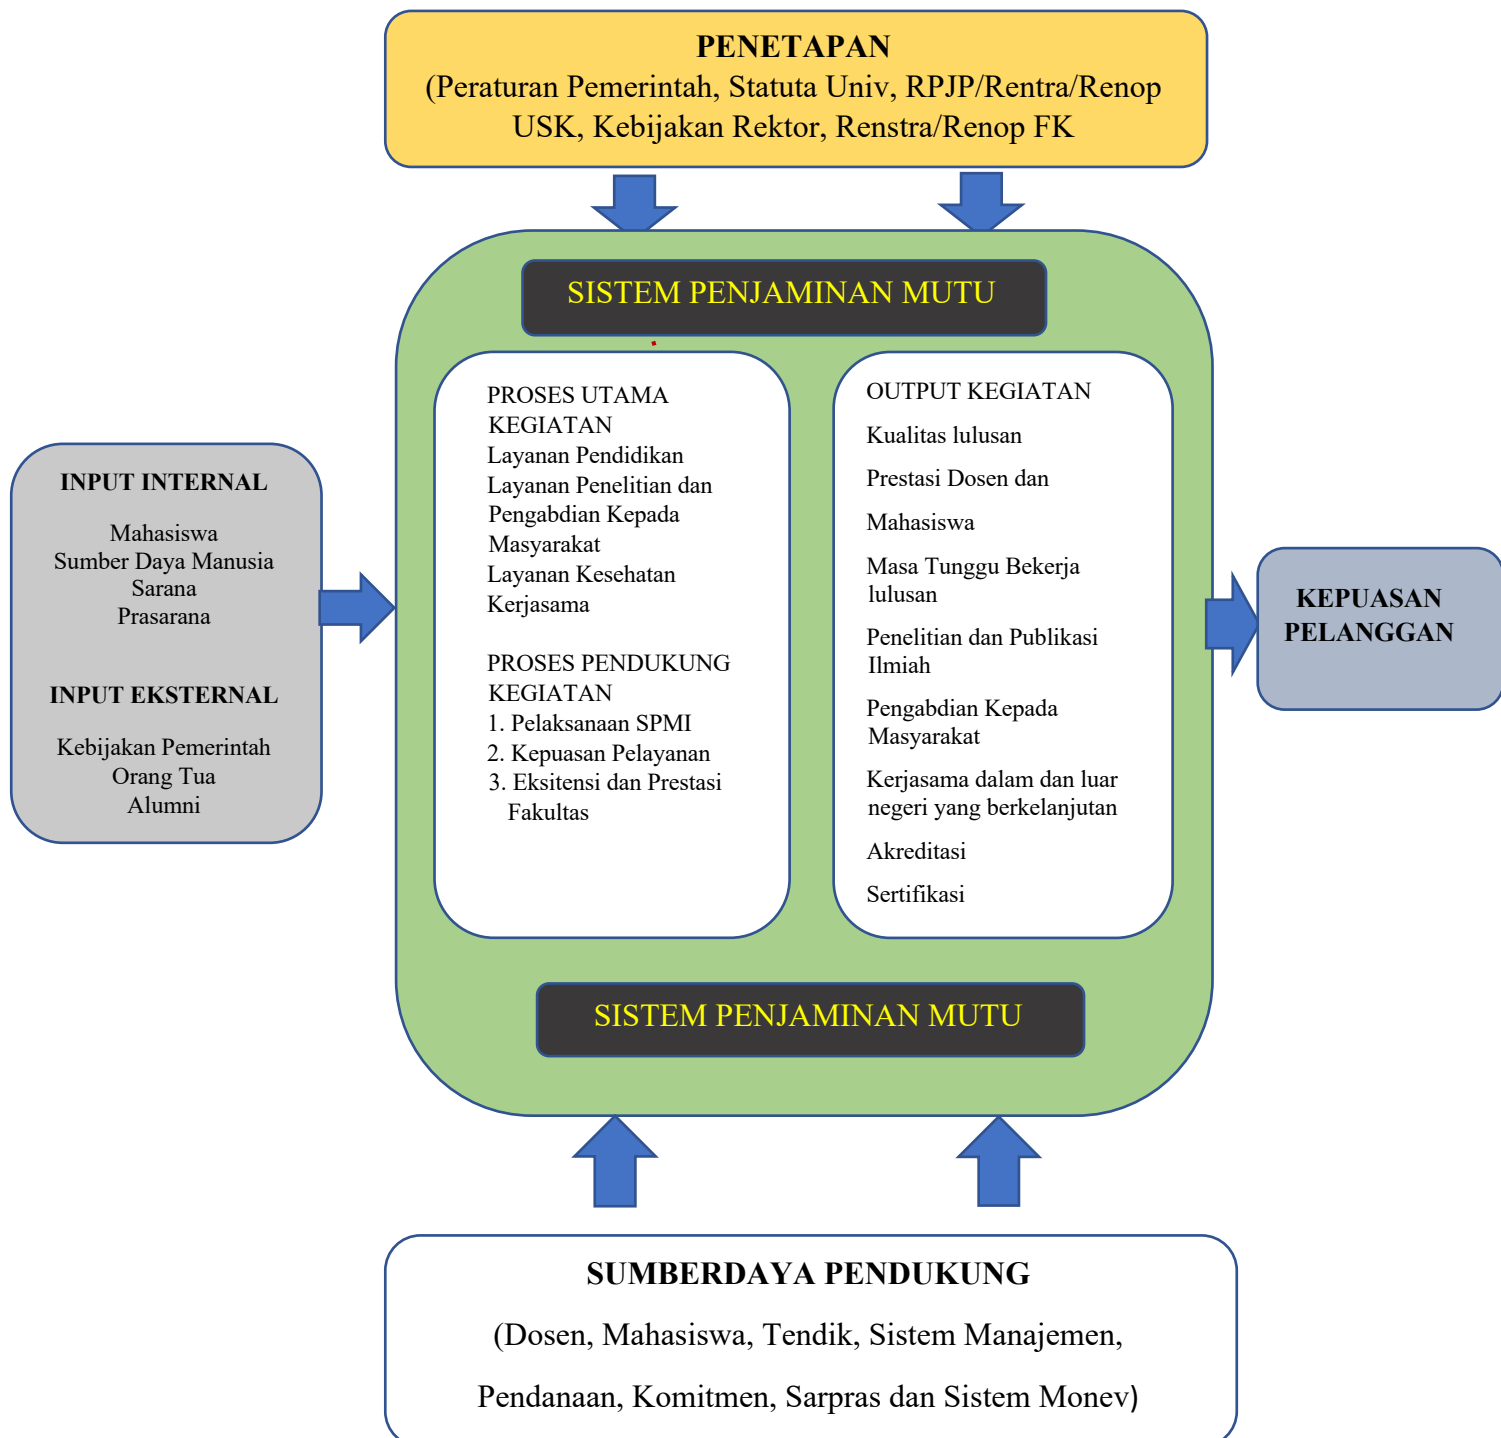 PENETAPAN
(Peraturan Pemerintah, Statuta Univ, RPJP/Rentra/Renop
USK, Kebijakan Rektor, Renstra/Renop FK
SISTEM PENJAMINAN MUTU
INPUT INTERNAL
Mahasiswa
Sumber Daya Manusia
Sarana
Prasarana
INPUT EKSTERNAL
Kebijakan Pemerintah
Orang Tua
Alumni
PROSES UTAMA
KEGIATAN
Layanan Pendidikan
Layanan Penelitian dan
Pengabdian Kepada
Masyarakat
Layanan Kesehatan
Kerjasama
PROSES PENDUKUNG
KEGIATAN
1. Pelaksanaan SPMI
2. Kepuasan Pelayanan
3. Eksitensi dan Prestasi
Fakultas
OUTPUT KEGIATAN
Kualitas lulusan
Prestasi Dosen dan
Mahasiswa
Masa Tunggu Bekerja
lulusan
Penelitian dan Publikasi
Ilmiah
Pengabdian Kepada
Masyarakat
Kerjasama dalam dan luar
negeri yang berkelanjutan
Akreditasi
Sertifikasi
KEPUASAN
PELANGGAN
SISTEM PENJAMINAN MUTU
SUMBERDAYA PENDUKUNG
(Dosen, Mahasiswa, Tendik, Sistem Manajemen,
Pendanaan, Komitmen, Sarpras dan Sistem Monev)